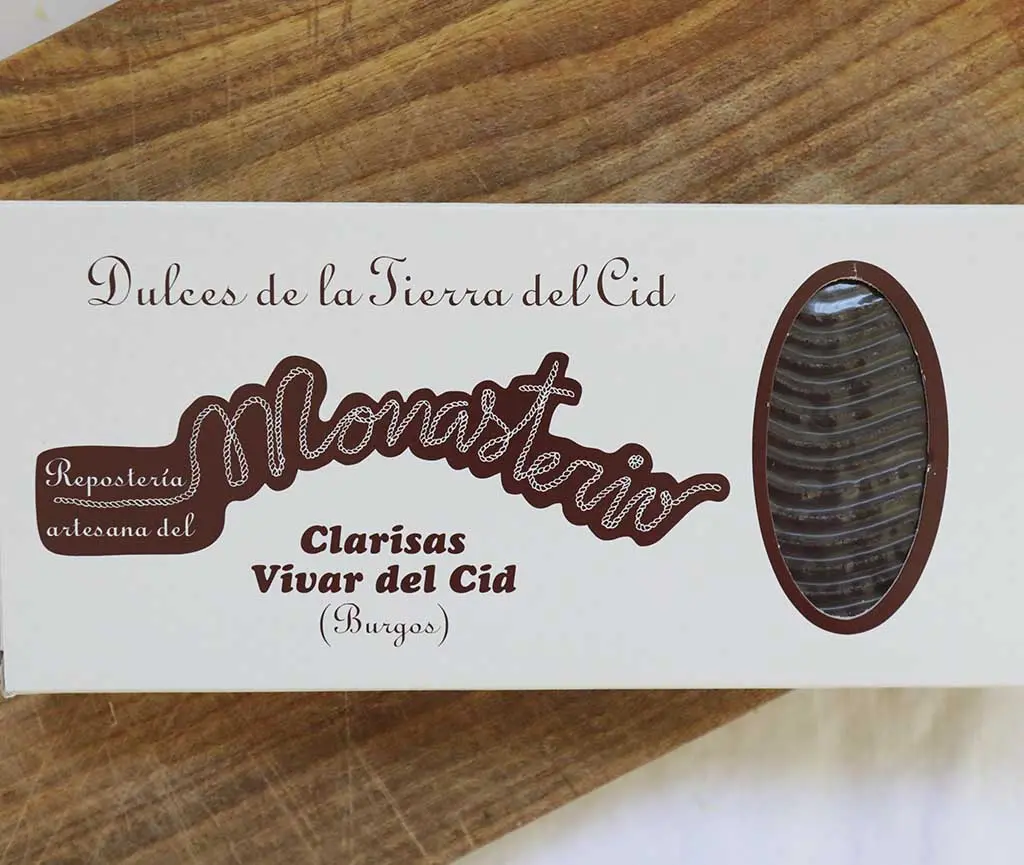 Dulces de la Tierra del Cid
Repostería
artesana del
Monasterio
Clarisas
Vivar del Cid
(Burgos)